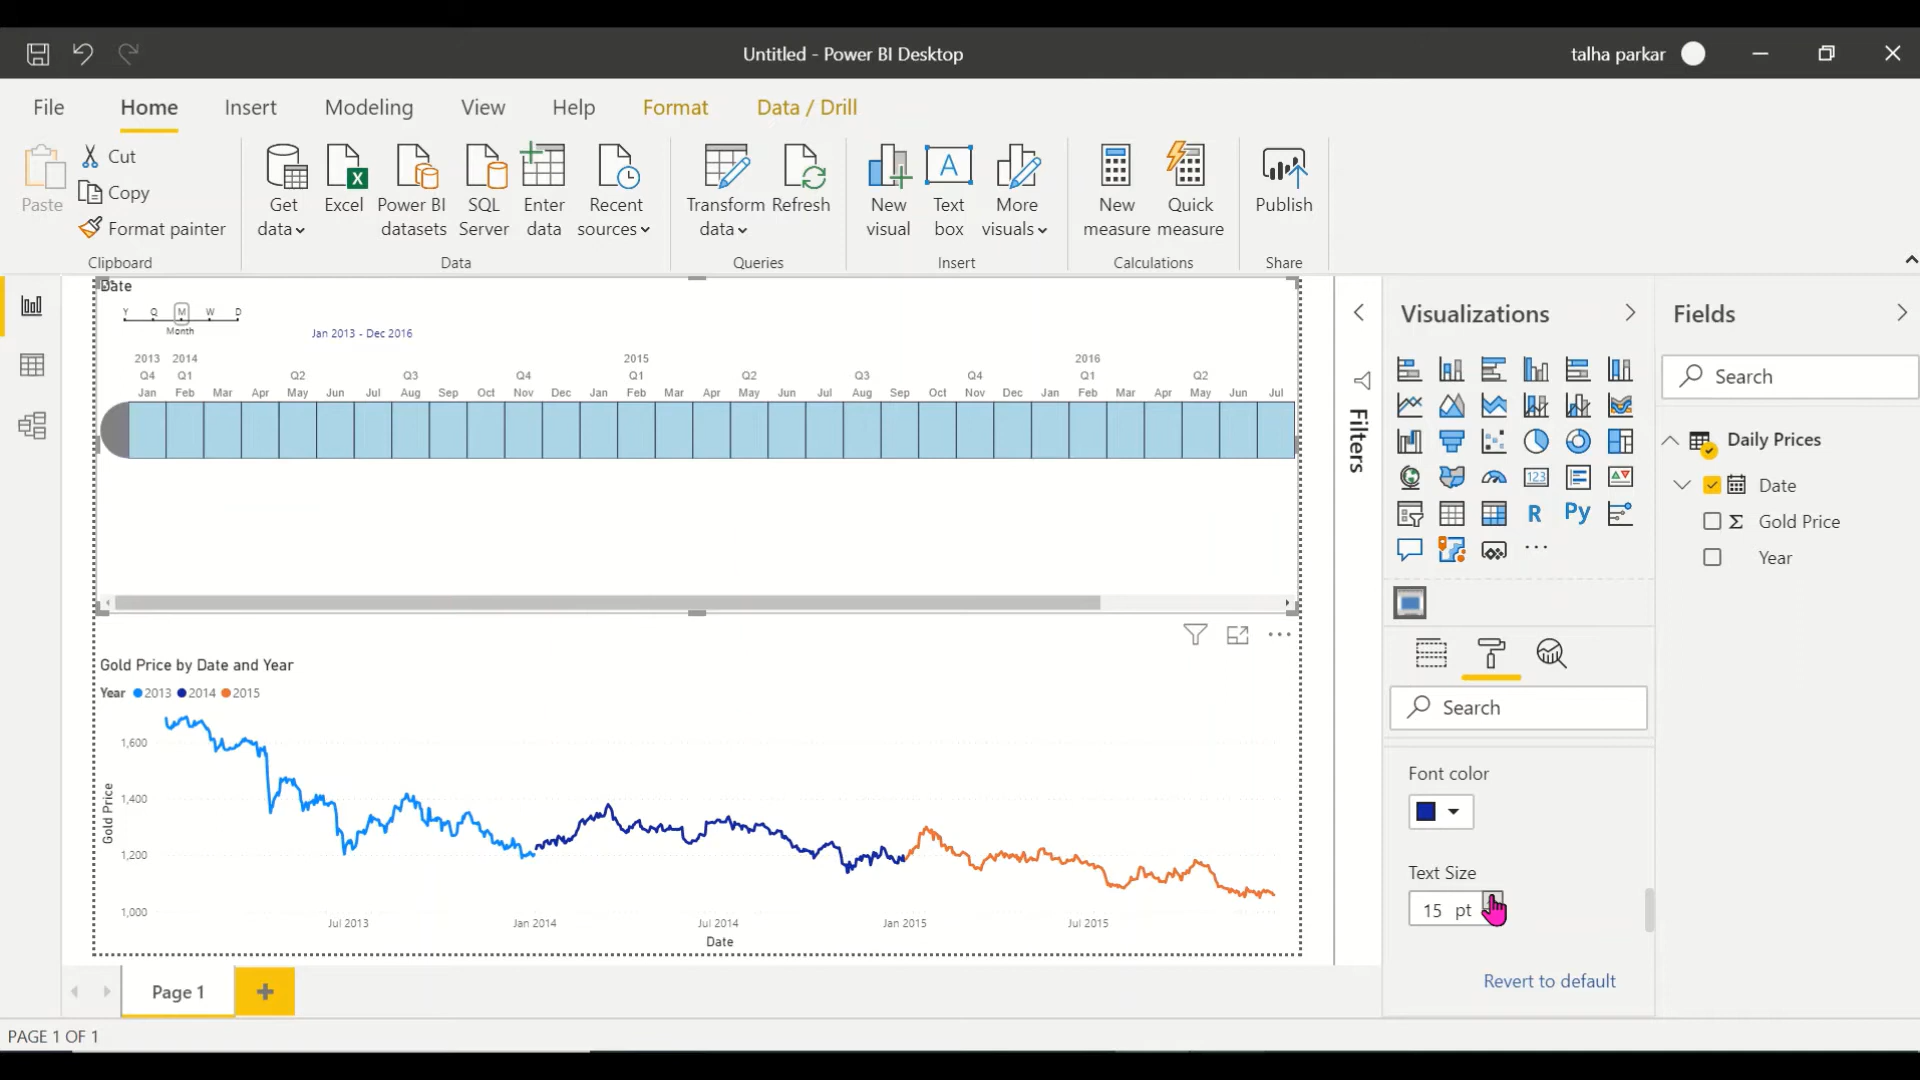 Untitled - Power BI Desktop
talha parkar
File Home Insert Modeling View Help Format Data / Drill
Paste
Cut
Copy
Format painter
Clipboard
Get data
Excel
Power BI datasets
SQL Server
Enter data
Recent sources
Data
Transform data
Refresh
Queries
New visual
Text box
More visuals
Insert
New measure
Quick measure
Calculations
Publish
Share
Date
Y Q M W D
Month
Jan 2013 - Dec 2016
2013 2014 2015 2016
Q4 Q1 Q2 Q3 Q4 Q1 Q2 Q3 Q4 Q1 Q2
Jan Feb Mar Apr May Jun Jul Aug Sep Oct Nov Dec Jan Feb Mar Apr May Jun Jul Aug Sep Oct Nov Dec Jan Feb Mar Apr May Jun Jul
Gold Price by Date and Year
Year 2013 2014 2015
1,600
1,400
1,200
1,000
Gold Price
Jul 2013 Jan 2014 Jul 2014 Jan 2015 Jul 2015
Date
Filters
Visualizations
123
R Py
Search
Font color
Text Size
15 pt
Revert to default
Fields
Search
Daily Prices
Date
Σ Gold Price
Year
Page 1
PAGE 1 OF 1